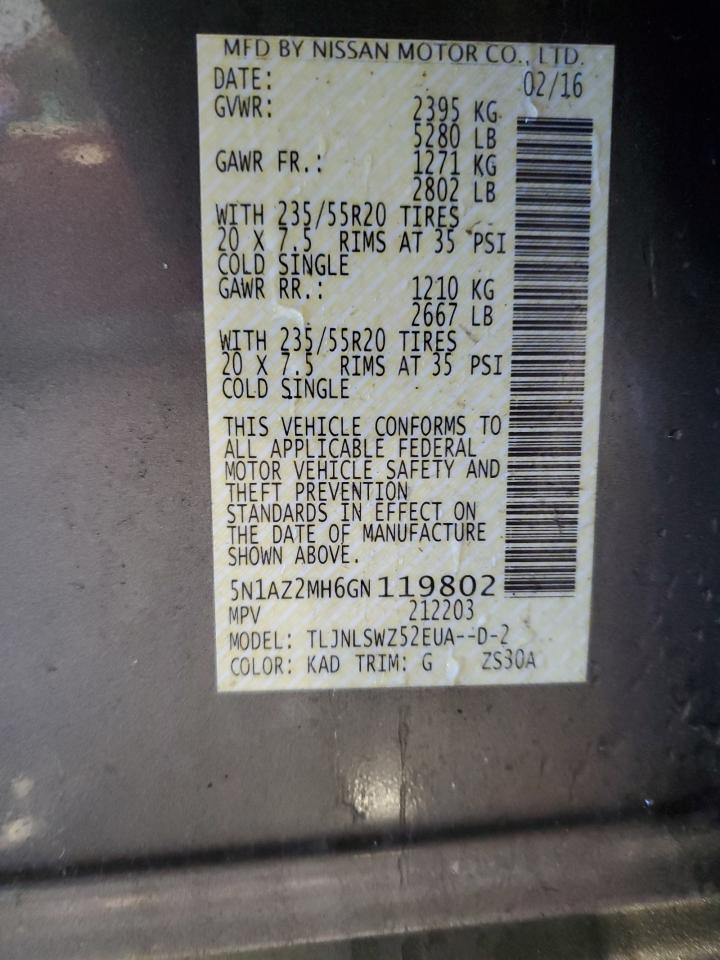 MFD BY NISSAN MOTOR CO., LTD.
DATE: 02/16
GVWR: 2395 KG
5280 LB
GAWR FR.: 1271 KG
2802 LB
WITH 235/55R20 TIRES
20 X 7.5 RIMS AT 35 PSI
COLD SINGLE
GAWR RR.: 1210 KG
2667 LB
WITH 235/55R20 TIRES
20 X 7.5 RIMS AT 35 PSI
COLD SINGLE
THIS VEHICLE CONFORMS TO
ALL APPLICABLE FEDERAL
MOTOR VEHICLE SAFETY AND
THEFT PREVENTION
STANDARDS IN EFFECT ON
THE DATE OF MANUFACTURE
SHOWN ABOVE.
5N1AZ2MH6GN 119802
MPV 212203
MODEL: TLJNLSWZ52EUA--D-2
COLOR: KAD TRIM: G ZS30A